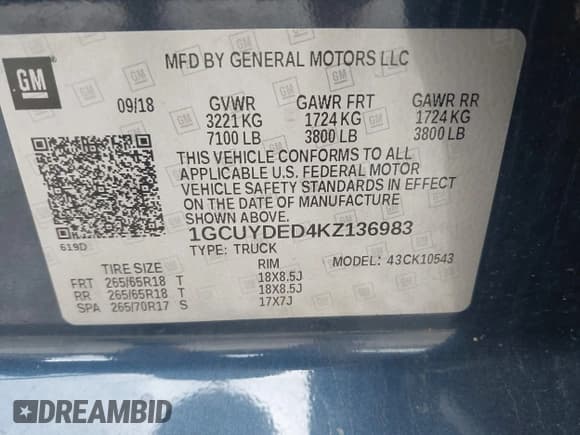 GM
MFD BY GENERAL MOTORS LLC
09/18 GVWR GAWR FRT GAWR RR
3221 KG 1724 KG 1724 KG
7100 LB 3800 LB 3800 LB
THIS VEHICLE CONFORMS TO ALL
APPLICABLE U.S. FEDERAL MOTOR
VEHICLE SAFETY STANDARDS IN EFFECT
ON THE DATE OF MANUFACTURE
SHOWN ABOVE.
619D 1GCUYDED4KZ136983
TYPE: TRUCK MODEL: 43CK10543
TIRE SIZE RIM
FRT 265/65R18 T 18X8.5J
RR 265/65R18 T 18X8.5J
SPA 265/70R17 S 17X7J
DREAMBID